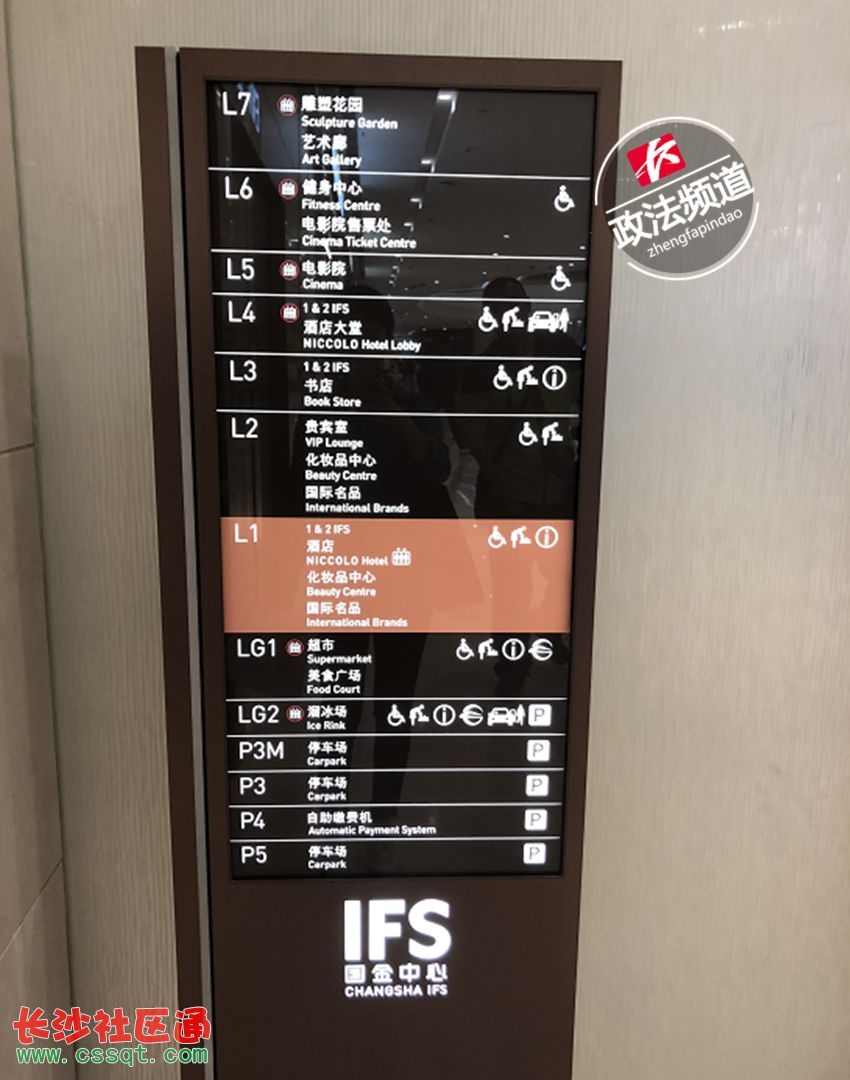 L7
雕塑花园
Sculpture Garden
艺术廊
Art Gallery
L6
健身中心
Fitness Centre
电影院售票处
Cinema Ticket Centre
L5
电影院
Cinema
L4
1 & 2 IFS
酒店大堂
NICCOLO Hotel Lobby
L3
1 & 2 IFS
书店
Book Store
L2
贵宾室
VIP Lounge
化妆品中心
Beauty Centre
国际名品
International Brands
L1
1 & 2 IFS
酒店
NICCOLO Hotel
化妆品中心
Beauty Centre
国际名品
International Brands
LG1
超市
Supermarket
美食广场
Food Court
LG2
溜冰场
Ice Rink
P
P3M
停车场
Carpark
P
P3
停车场
Carpark
P
P4
自助缴费机
Automatic Payment System
P
P5
停车场
Carpark
P
IFS
国金中心
CHANGSHA IFS
政法频道
zhengfapindao
长沙社区通
www.cssqt.com